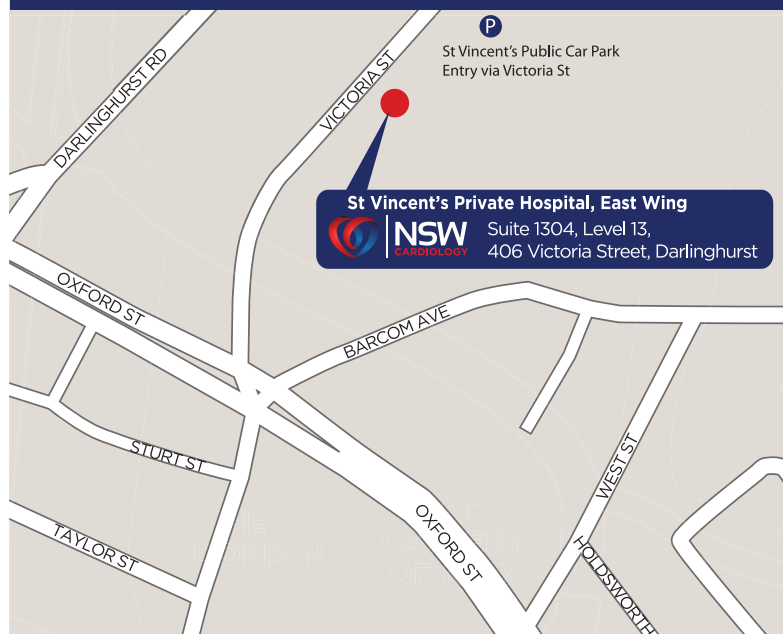 P
St Vincent's Public Car Park
Entry via Victoria St
DARLINGHURST RD
VICTORIA ST
St Vincent's Private Hospital, East Wing
NSW
CARDIOLOGY
Suite 1304, Level 13,
406 Victoria Street, Darlinghurst
OXFORD ST
BARCOM AVE
STURT ST
WEST ST
TAYLOR ST
OXFORD ST
HOLDSWORTH